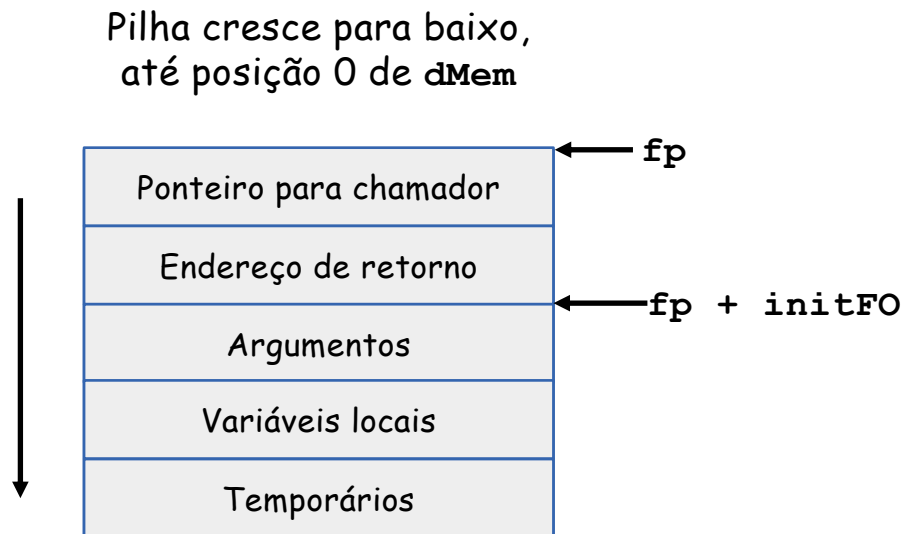 Pilha cresce para baixo,
até posição 0 de dMem
fp
Ponteiro para chamador
Endereço de retorno
fp + initFO
Argumentos
Variáveis locais
Temporários